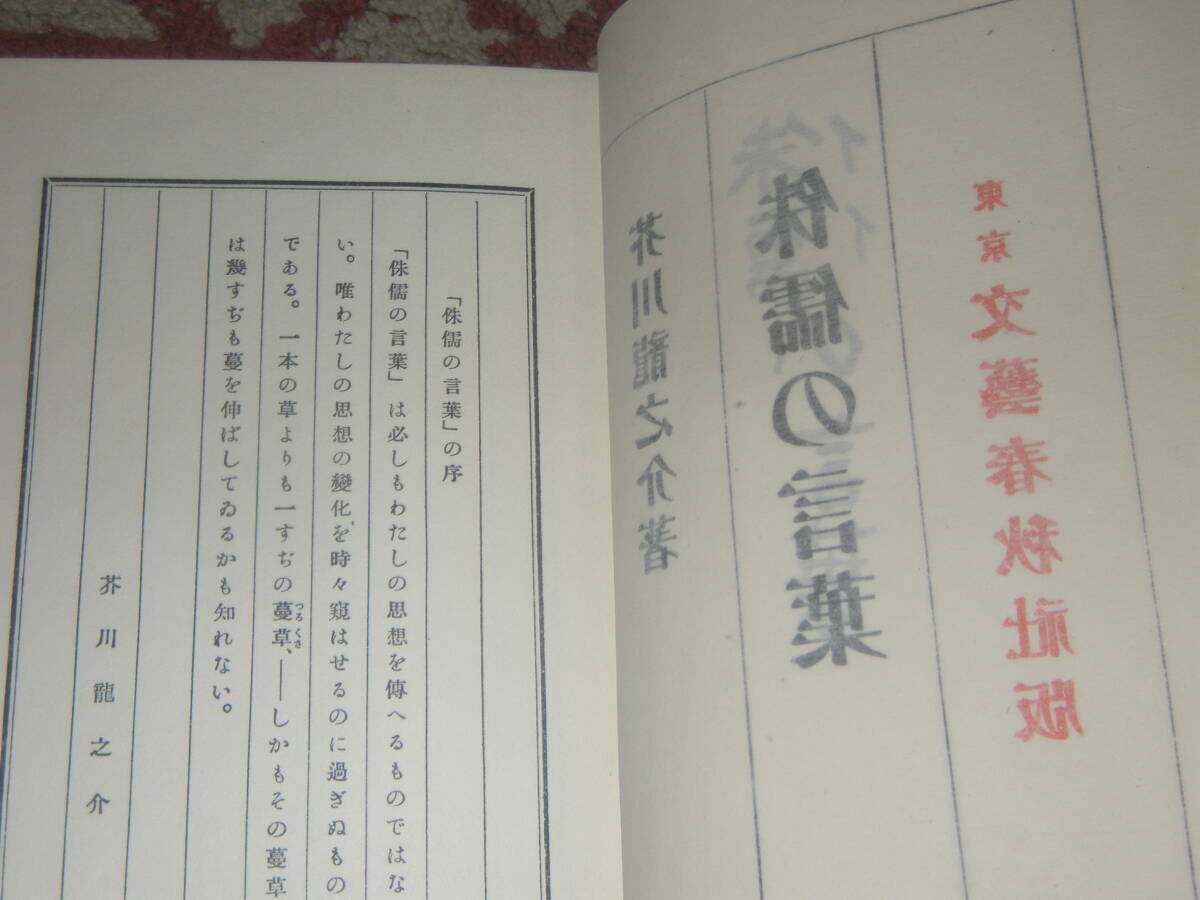 東京 文藝春秋社版
侏儒の言葉
芥川龍之介著
「侏儒の言葉」の序
「侏儒の言葉」は必しもわたしの思想を傳へるものではな
い。唯わたしの思想の變化を、時々窺はせるのに過ぎぬもの
である。一本の草よりも一すぢの蔓草、――しかもその蔓草
つるくさ
は幾すぢも蔓を伸ばしてゐるかも知れない。
芥川龍之介